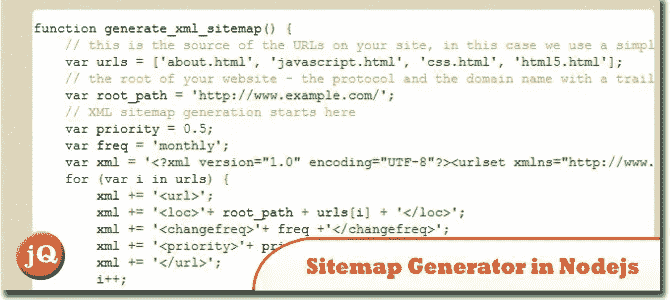 function generate_xml_sitemap() {
// this is the source of the URLs on your site, in this case we use a simpl
var urls = ['about.html', 'javascript.html', 'css.html', 'html5.html'];
// the root of your website - the protocol and the domain name with a trail
var root_path = 'http://www.example.com/';
// XML sitemap generation starts here
var priority = 0.5;
var freq = 'monthly';
var xml = '<?xml version="1.0" encoding="UTF-8"?><urlset xmlns="http://www.
for (var i in urls) {
xml += '<url>';
xml += '<loc>'+ root_path + urls[i] + '</loc>';
xml += '<changefreq>'+ freq +'</changefreq>';
xml += '<priority>'+
xml += '</url>';
i++;
jQ
Sitemap Generator in Nodejs